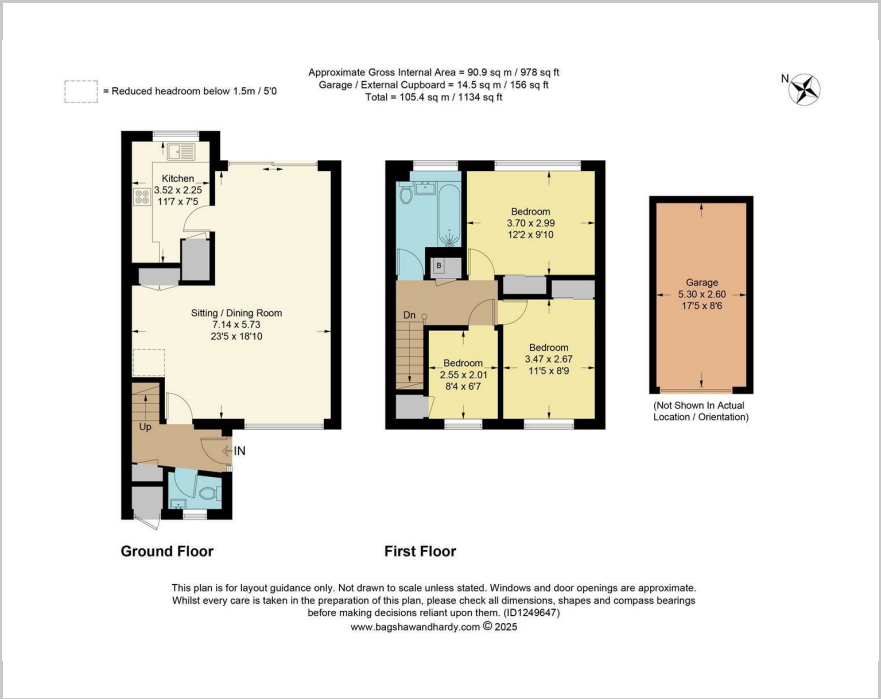 = Reduced headroom below 1.5m / 5'0
Approximate Gross Internal Area = 90.9 sq m / 978 sq ft
Garage / External Cupboard = 14.5 sq m / 156 sq ft
Total = 105.4 sq m / 1134 sq ft
N
Kitchen
3.52 x 2.25
11'7 x 7'5
Sitting / Dining Room
7.14 x 5.73
23'5 x 18'10
Up
IN
Ground Floor
Bedroom
3.70 x 2.99
12'2 x 9'10
B
Dn
Bedroom
2.55 x 2.01
8'4 x 6'7
Bedroom
3.47 x 2.67
11'5 x 8'9
First Floor
Garage
5.30 x 2.60
17'5 x 8'6
(Not Shown In Actual
Location / Orientation)
This plan is for layout guidance only. Not drawn to scale unless stated. Windows and door openings are approximate.
Whilst every care is taken in the preparation of this plan, please check all dimensions, shapes and compass bearings
before making decisions reliant upon them. (ID1249647)
www.bagshawandhardy.com © 2025